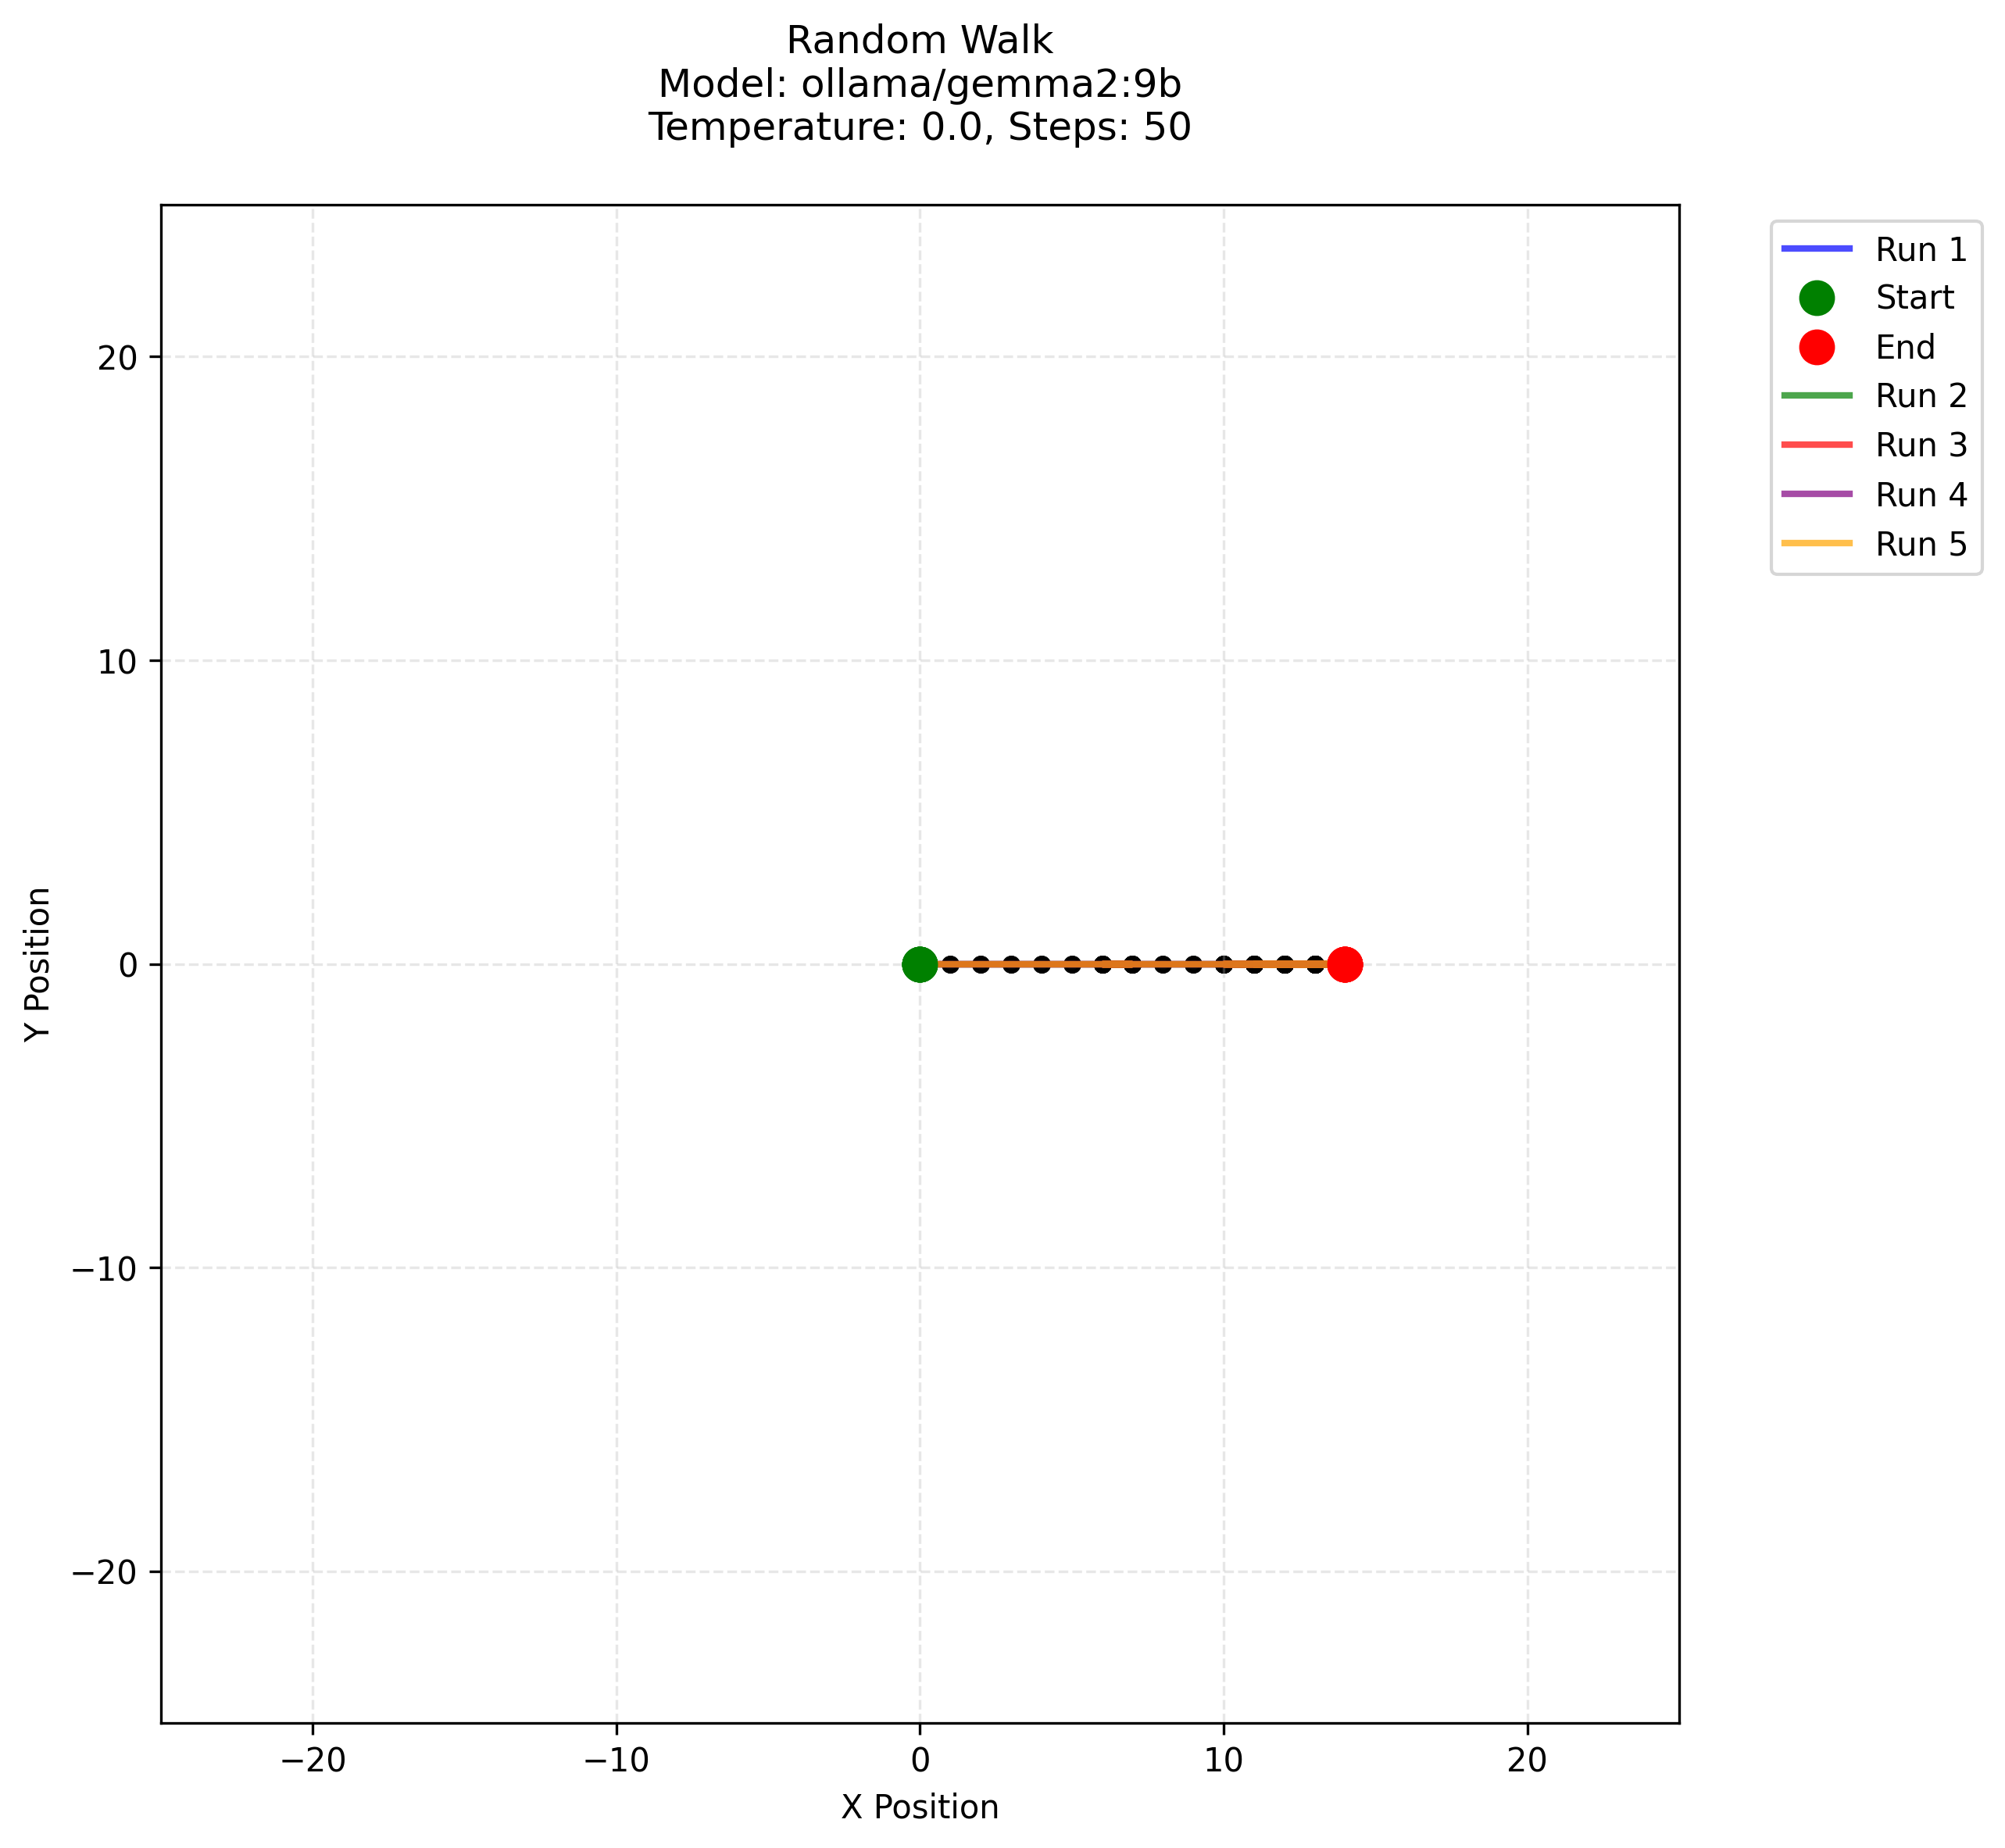 Random Walk
Model: ollama/gemma2:9b
Temperature: 0.0, Steps: 50
Run 1
Start
End
Run 2
Run 3
Run 4
Run 5
20
10
0
−10
−20
Y Position
−20
−10
0
10
20
X Position